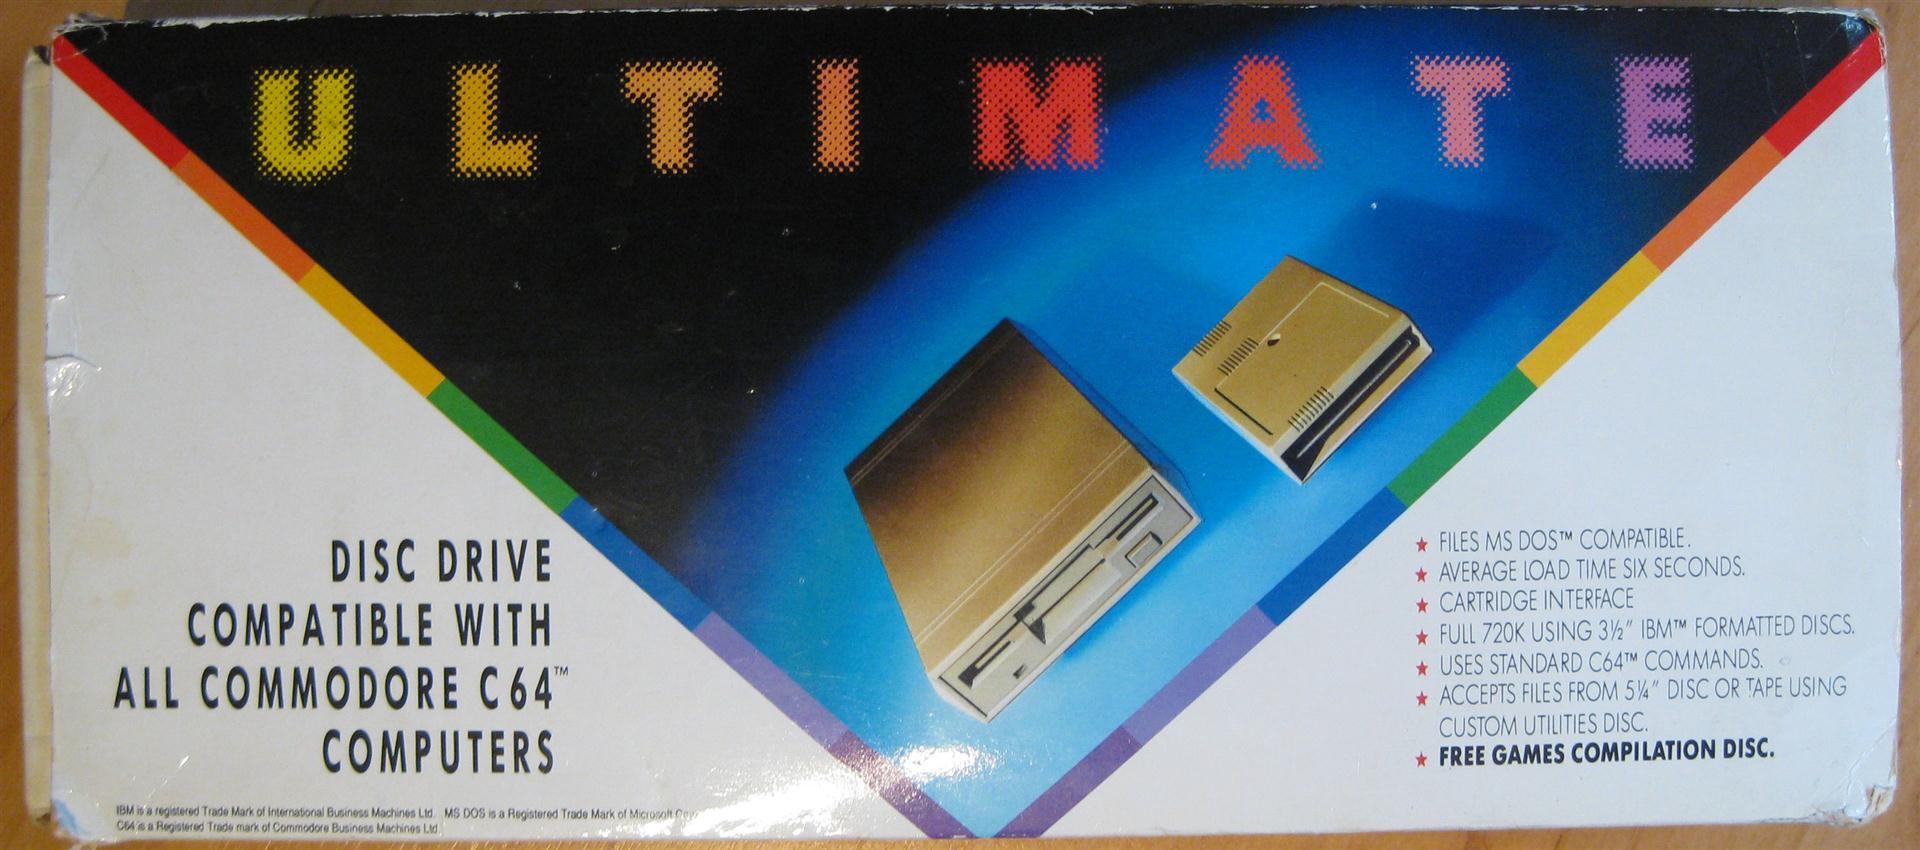 ULTIMATE
DISC DRIVE
COMPATIBLE WITH
ALL COMMODORE C64™
COMPUTERS
★ FILES MS DOS™ COMPATIBLE.
★ AVERAGE LOAD TIME SIX SECONDS.
★ CARTRIDGE INTERFACE
★ FULL 720K USING 3½" IBM™ FORMATTED DISCS.
★ USES STANDARD C64™ COMMANDS.
★ ACCEPTS FILES FROM 5¼" DISC OR TAPE USING
CUSTOM UTILITIES DISC.
★ FREE GAMES COMPILATION DISC.
IBM is a registered Trade Mark of International Business Machines Ltd. MS DOS is a Registered Trade Mark of Microsoft
C64 is a Registered Trade mark of Commodore Business Machines Ltd.